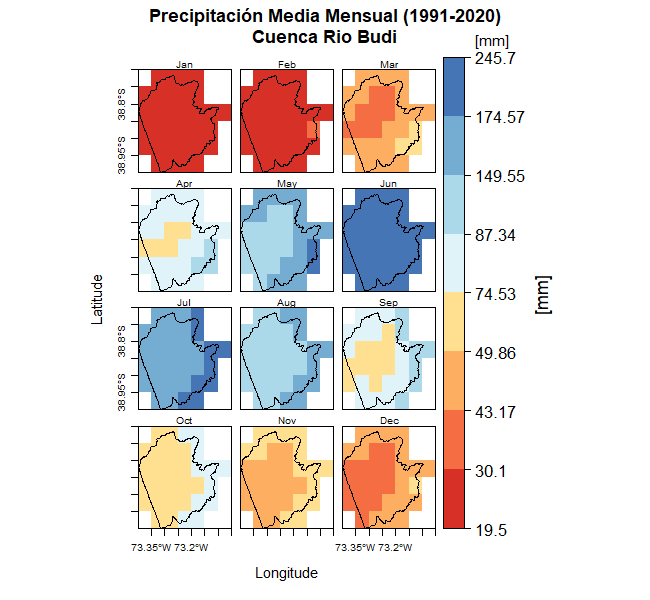 Precipitación Media Mensual (1991-2020)
Cuenca Rio Budi
[mm]
Jan Feb Mar
245.7
38.8°S
174.57
38.95°S
149.55
Apr May Jun
87.34
74.53
Latitude
[mm]
Jul Aug Sep
38.8°S
49.86
38.95°S
43.17
Oct Nov Dec
30.1
19.5
73.35°W 73.2°W 73.35°W 73.2°W
Longitude